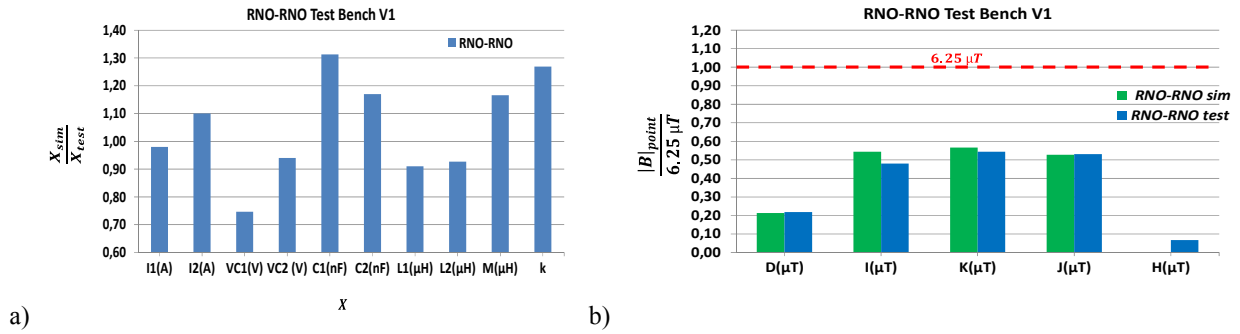 RNO-RNO Test Bench V1
1,40
1,30
1,20
1,10
1,00
0,90
0,80
0,70
0,60
RNO-RNO
X_sim
X_test
I1(A) I2(A) VC1(V) VC2 (V) C1(nF) C2(nF) L1(µH) L2(µH) M(µH) k
X
a)
RNO-RNO Test Bench V1
1,20
1,10
1,00
0,90
0,80
0,70
0,60
0,50
0,40
0,30
0,20
0,10
0,00
6.25 µT
RNO-RNO sim
RNO-RNO test
|B|point
6.25 µT
D(µT) I(µT) K(µT) J(µT) H(µT)
b)